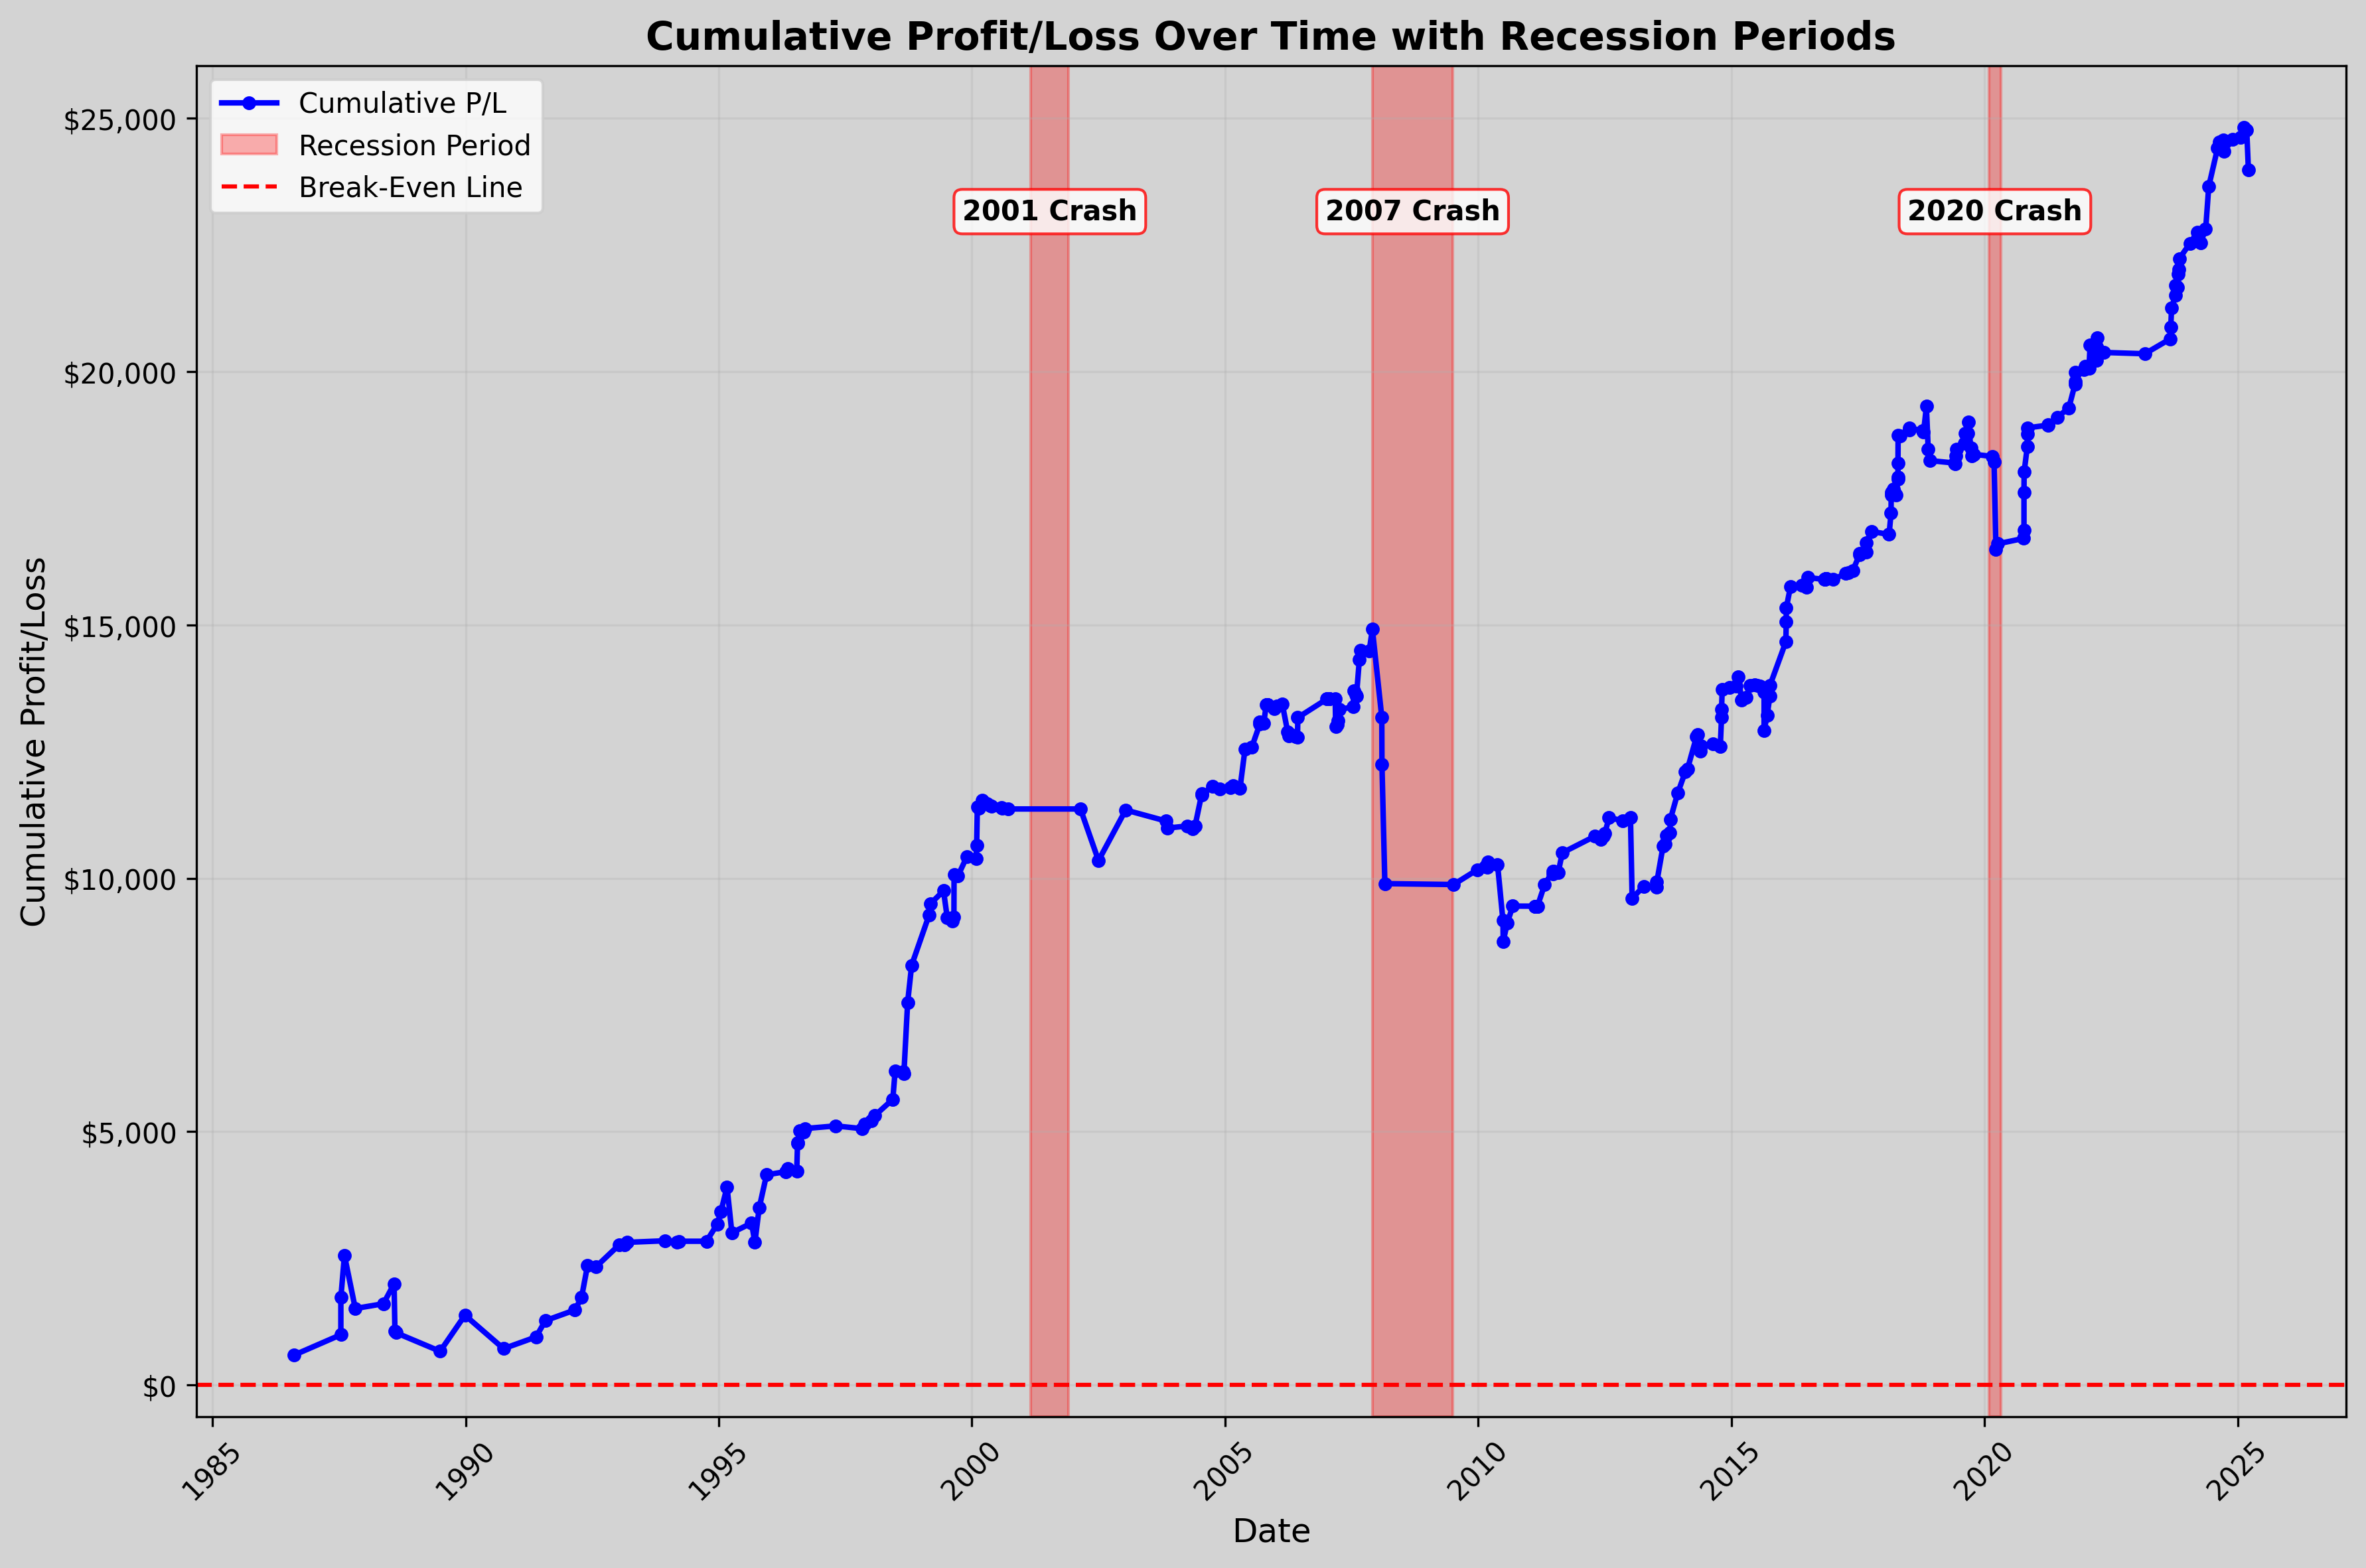 Cumulative Profit/Loss Over Time with Recession Periods
Cumulative P/L
Recession Period
Break-Even Line
2001 Crash
2007 Crash
2020 Crash
Cumulative Profit/Loss
$25,000
$20,000
$15,000
$10,000
$5,000
$0
1985
1990
1995
2000
2005
2010
2015
2020
2025
Date